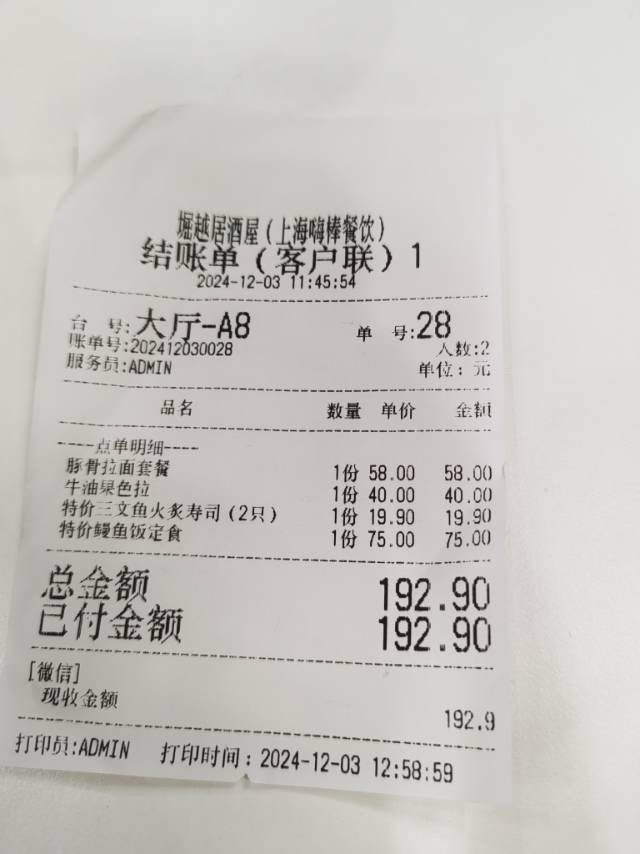 堀越居酒屋(上海嗨棒餐饮)
结账单(客户联)1
2024-12-03 11:45:54
台 号:大厅-A8 单 号:28
账单号:202412030028 人数:2
服务员:ADMIN 单位:元
品名 数量 单价 金额
----点单明细----
豚骨拉面套餐 1份 58.00 58.00
牛油果色拉 1份 40.00 40.00
特价三文鱼火炙寿司(2只) 1份 19.90 19.90
特价鳗鱼饭定食 1份 75.00 75.00
总金额 192.90
已付金额 192.90
[微信]
现收金额 192.9
打印员:ADMIN 打印时间:2024-12-03 12:58:59